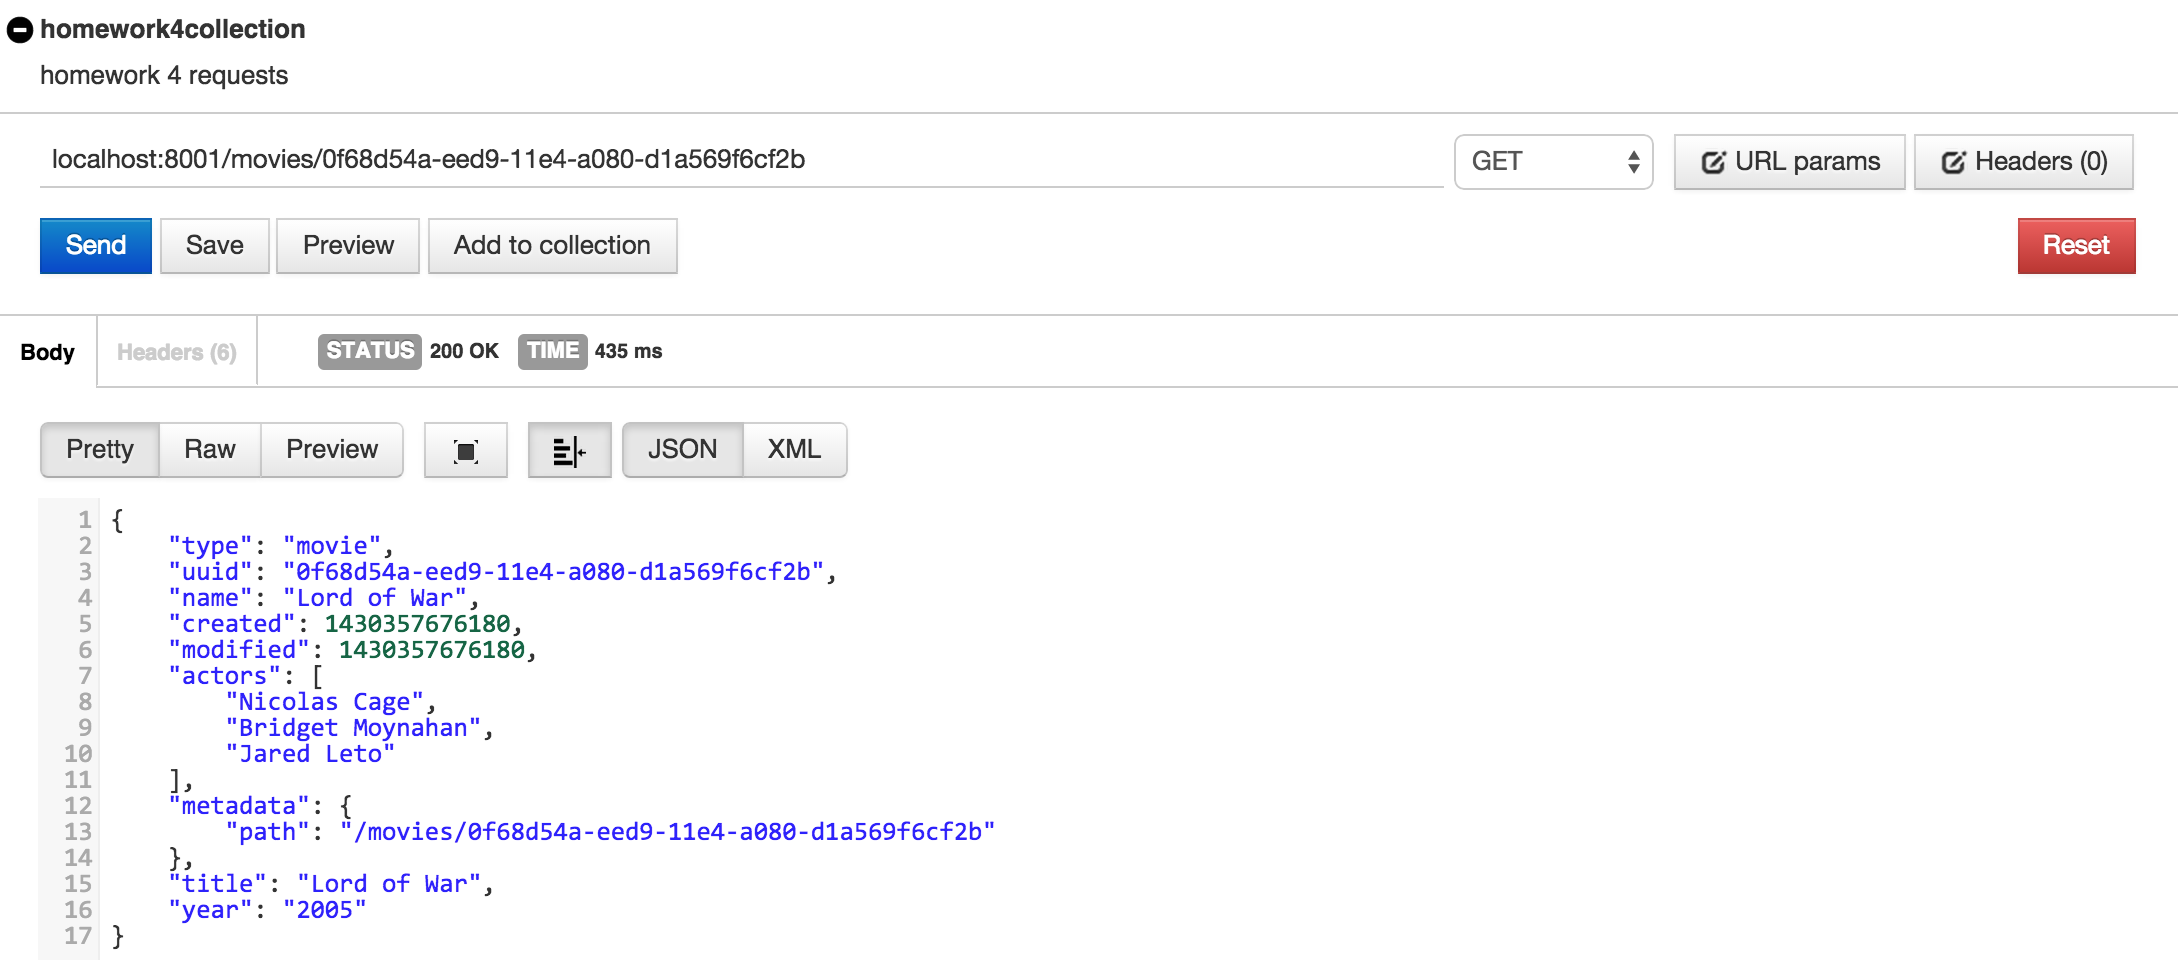 homework4collection
homework 4 requests
localhost:8001/movies/0f68d54a-eed9-11e4-a080-d1a569f6cf2b GET URL params Headers (0)
Send Save Preview Add to collection Reset
Body Headers (6) STATUS 200 OK TIME 435 ms
Pretty Raw Preview JSON XML
1 {
2     "type": "movie",
3     "uuid": "0f68d54a-eed9-11e4-a080-d1a569f6cf2b",
4     "name": "Lord of War",
5     "created": 1430357676180,
6     "modified": 1430357676180,
7     "actors": [
8         "Nicolas Cage",
9         "Bridget Moynahan",
10         "Jared Leto"
11     ],
12     "metadata": {
13         "path": "/movies/0f68d54a-eed9-11e4-a080-d1a569f6cf2b"
14     },
15     "title": "Lord of War",
16     "year": "2005"
17 }